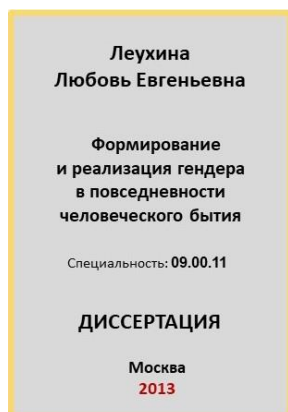 Леухина
Любовь Евгеньевна
Формирование
и реализация гендера
в повседневности
человеческого бытия
Специальность: 09.00.11
ДИССЕРТАЦИЯ
Москва
2013